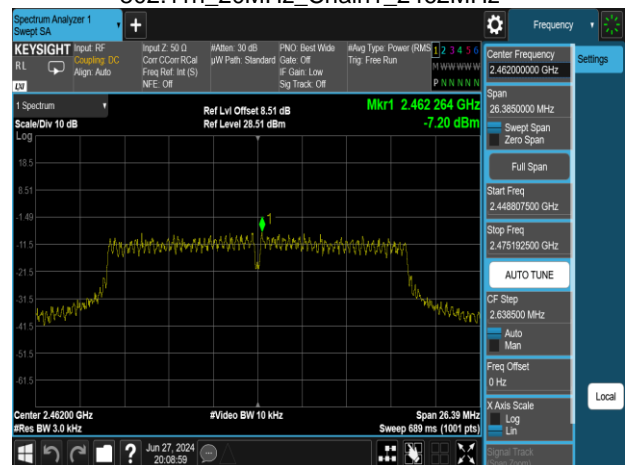 Spectrum Analyzer 1
Swept SA
+
Frequency
KEYSIGHT
RL
Input: RF
Coupling: DC
Align: Auto
Input Z: 50 Ω
Corr CCorr RCal
Freq Ref: Int (S)
NFE: Off
#Atten: 30 dB
µW Path: Standard
PNO: Best Wide
Gate: Off
IF Gain: Low
Sig Track: Off
#Avg Type: Power (RMS
Trig: Free Run
1 2 3 4 5 6
M W W W W W
P N N N N N
LXI
1 Spectrum
Scale/Div 10 dB
Log
Ref Lvl Offset 8.51 dB
Ref Level 28.51 dBm
Mkr1 2.462 264 GHz
-7.20 dBm
18.5
8.51
-1.49
-11.5
-21.5
-31.5
-41.5
-51.5
-61.5
1
Center 2.46200 GHz
#Res BW 3.0 kHz
#Video BW 10 kHz
Span 26.39 MHz
Sweep 689 ms (1001 pts)
Jun 27, 2024
20:08:59
?
Center Frequency
2.462000000 GHz
Settings
Span
26.3850000 MHz
Swept Span
Zero Span
Full Span
Start Freq
2.448807500 GHz
Stop Freq
2.475192500 GHz
AUTO TUNE
CF Step
2.638500 MHz
Auto
Man
Freq Offset
0 Hz
Local
X Axis Scale
Log
Lin
Signal Track
(Span Zoom)